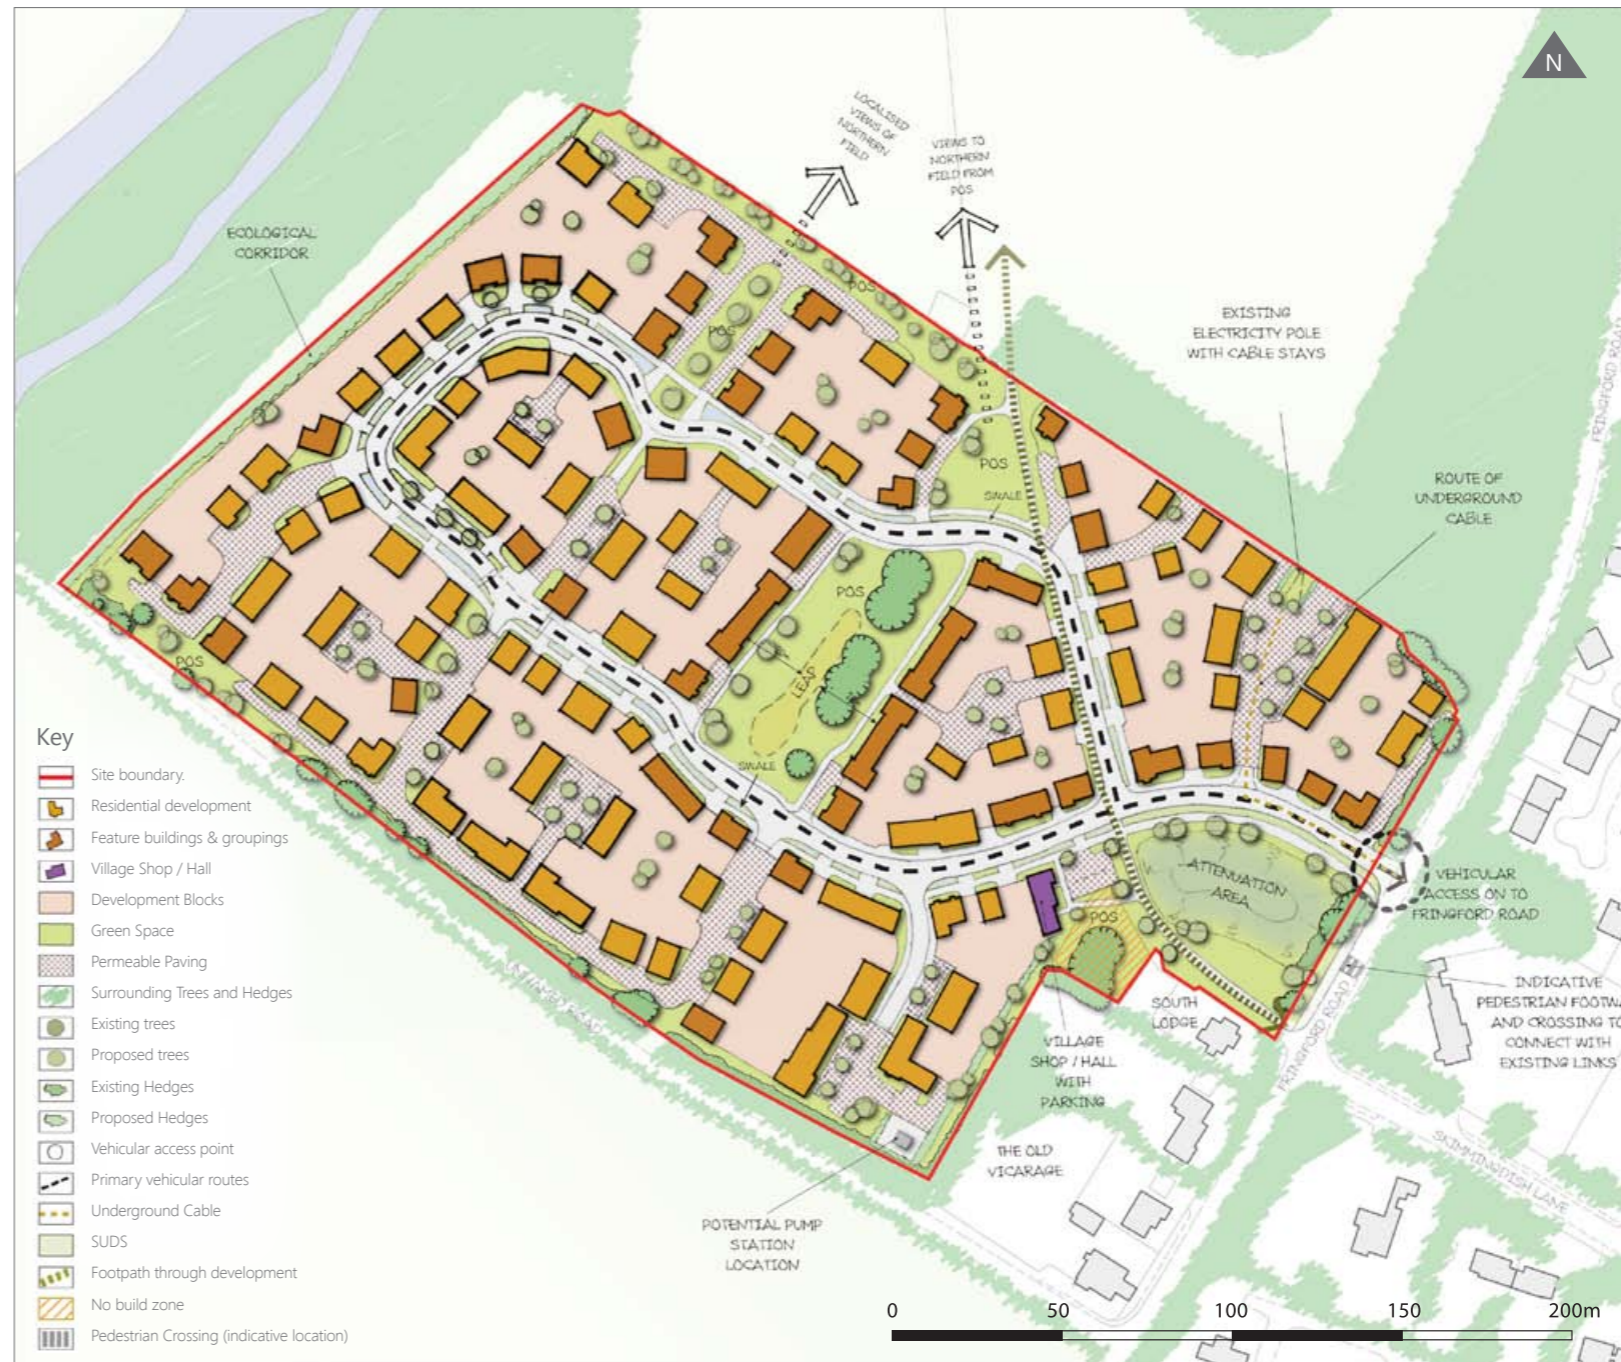 N
LOCALISED
VIEWS OF
NORTHERN
FIELD
VIEWS TO
NORTHERN
FIELD FROM
POS
ECOLOGICAL
CORRIDOR
EXISTING
ELECTRICITY POLE
WITH CABLE STAYS
FRINGFORD ROAD
ROUTE OF
UNDERGROUND
CABLE
POS
POS
POS
SWALE
POS
LEAP
POS
SWALE
ATTENUATION
AREA
VEHICULAR
ACCESS ON TO
FRINGFORD ROAD
POS
INDICATIVE
PEDESTRIAN FOOTWA
AND CROSSING TO
CONNECT WITH
EXISTING LINKS
SOUTH
LODGE
FRINGFORD ROAD
VILLAGE
SHOP / HALL
WITH
PARKING
THE OLD
VICARAGE
SKIMMINGDISH LANE
POTENTIAL PUMP
STATION
LOCATION
Key
Site boundary.
Residential development
Feature buildings & groupings
Village Shop / Hall
Development Blocks
Green Space
Permeable Paving
Surrounding Trees and Hedges
Existing trees
Proposed trees
Existing Hedges
Proposed Hedges
Vehicular access point
Primary vehicular routes
Underground Cable
SUDS
Footpath through development
No build zone
Pedestrian Crossing (indicative location)
0 50 100 150 200m